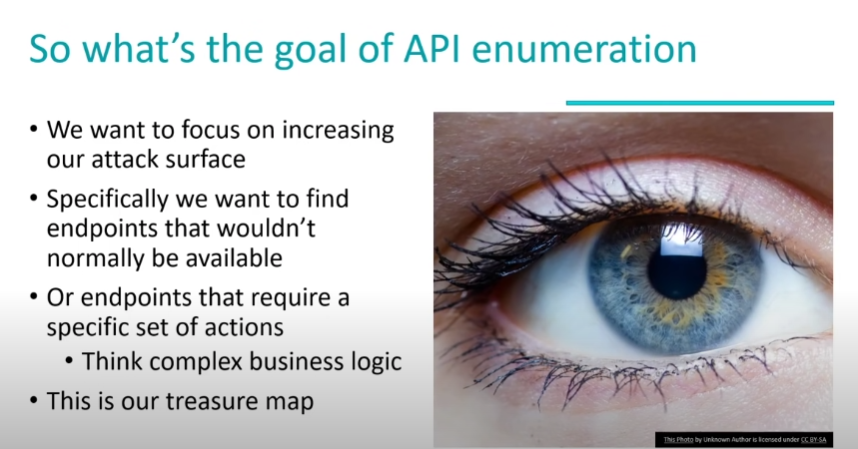 So what's the goal of API enumeration
• We want to focus on increasing
our attack surface
• Specifically we want to find
endpoints that wouldn't
normally be available
• Or endpoints that require a
specific set of actions
• Think complex business logic
• This is our treasure map
This Photo by Unknown Author is licensed under CC BY-SA